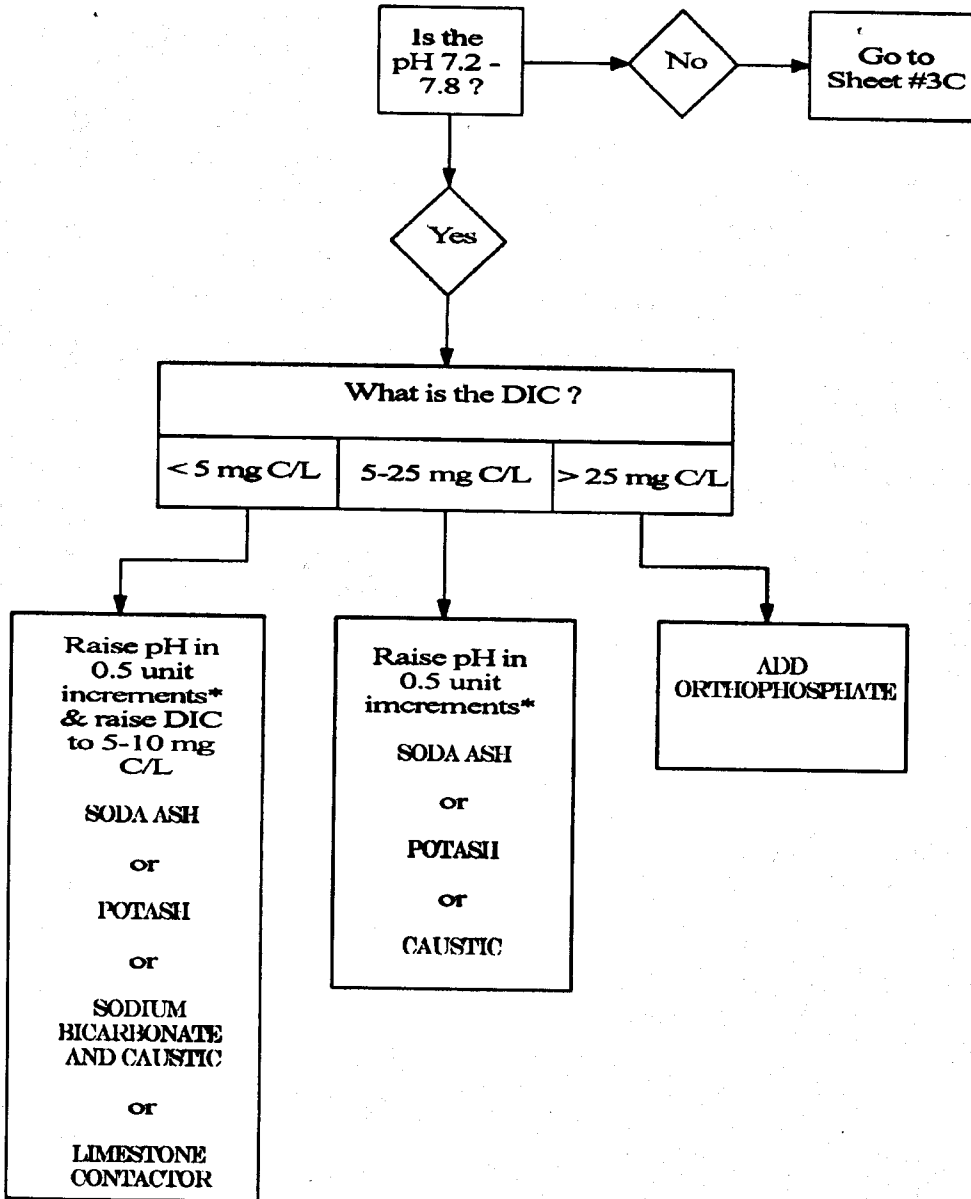 Is the
pH 7.2 -
7.8 ?
No
Go to
Sheet #3C
Yes
What is the DIC ?
< 5 mg C/L
5-25 mg C/L
> 25 mg C/L
Raise pH in
0.5 unit
increments*
& raise DIC
to 5-10 mg
C/L
SODA ASH
or
POTASH
or
SODIUM
BICARBONATE
AND CAUSTIC
or
LIMESTONE
CONTACTOR
Raise pH in
0.5 unit
imcrements*
SODA ASH
or
POTASH
or
CAUSTIC
ADD
ORTHOPHOSPHATE